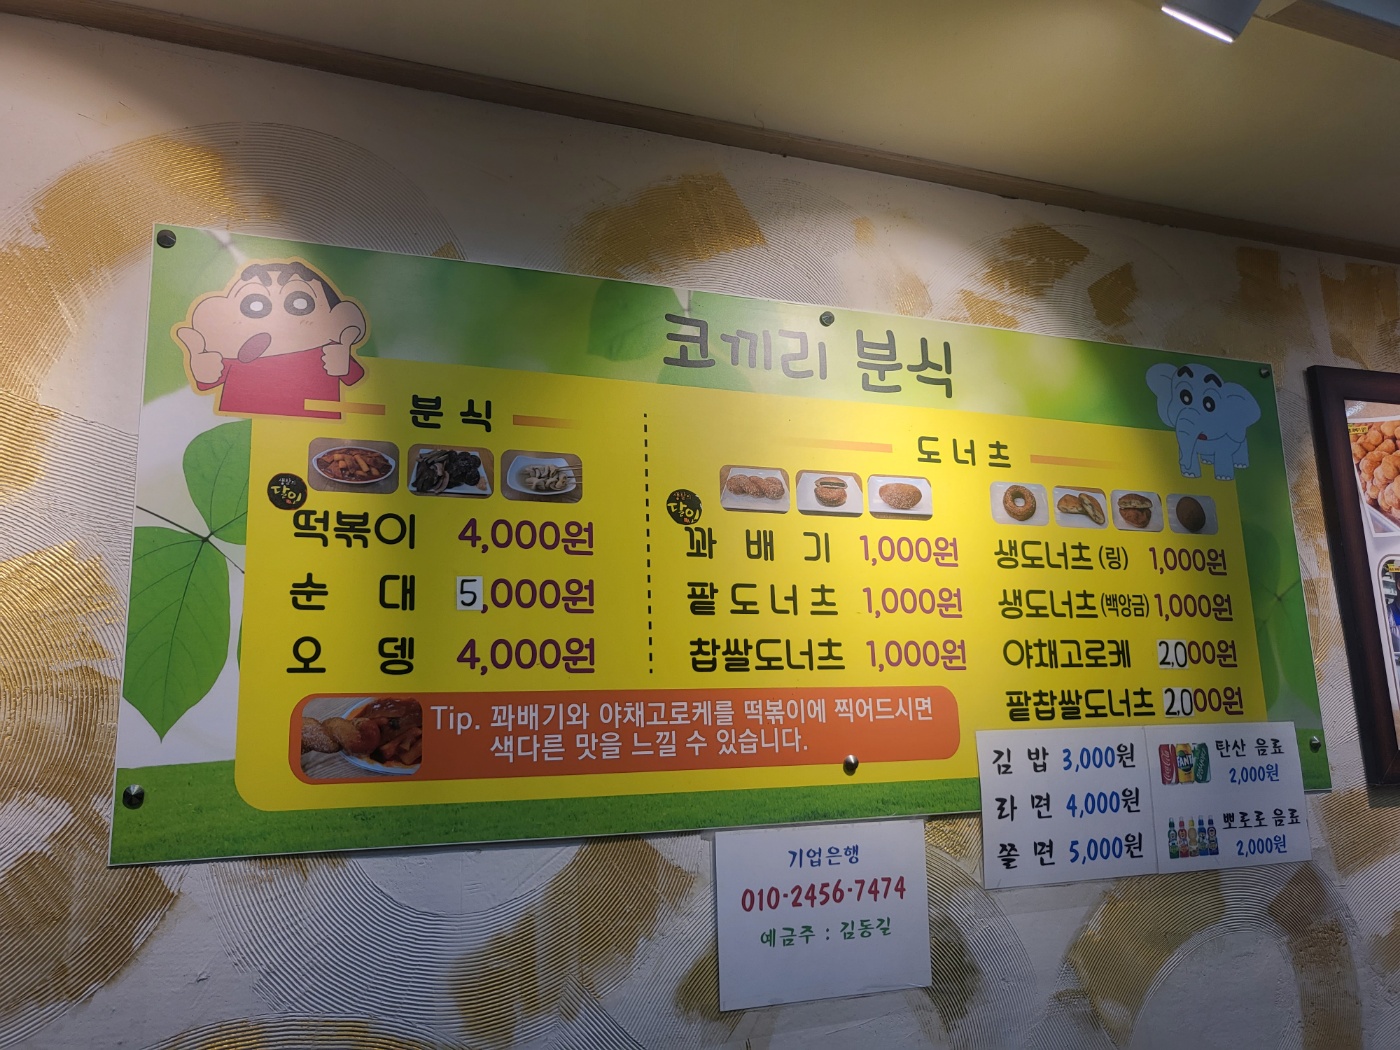 코끼리 분식
분식
떡볶이 4,000원
순대 5,000원
오뎅 4,000원
도너츠
달인
꽈배기 1,000원
팥도너츠 1,000원
찹쌀도너츠 1,000원
생도너츠(링) 1,000원
생도너츠(백앙금) 1,000원
야채고로케 2,000원
팥찹쌀도너츠 2,000원
Tip. 꽈배기와 야채고로케를 떡볶이에 찍어드시면
색다른 맛을 느낄 수 있습니다.
김밥 3,000원
라면 4,000원
쫄면 5,000원
탄산 음료
2,000원
뽀로로 음료
2,000원
기업은행
010-2456-7474
예금주 : 김동길